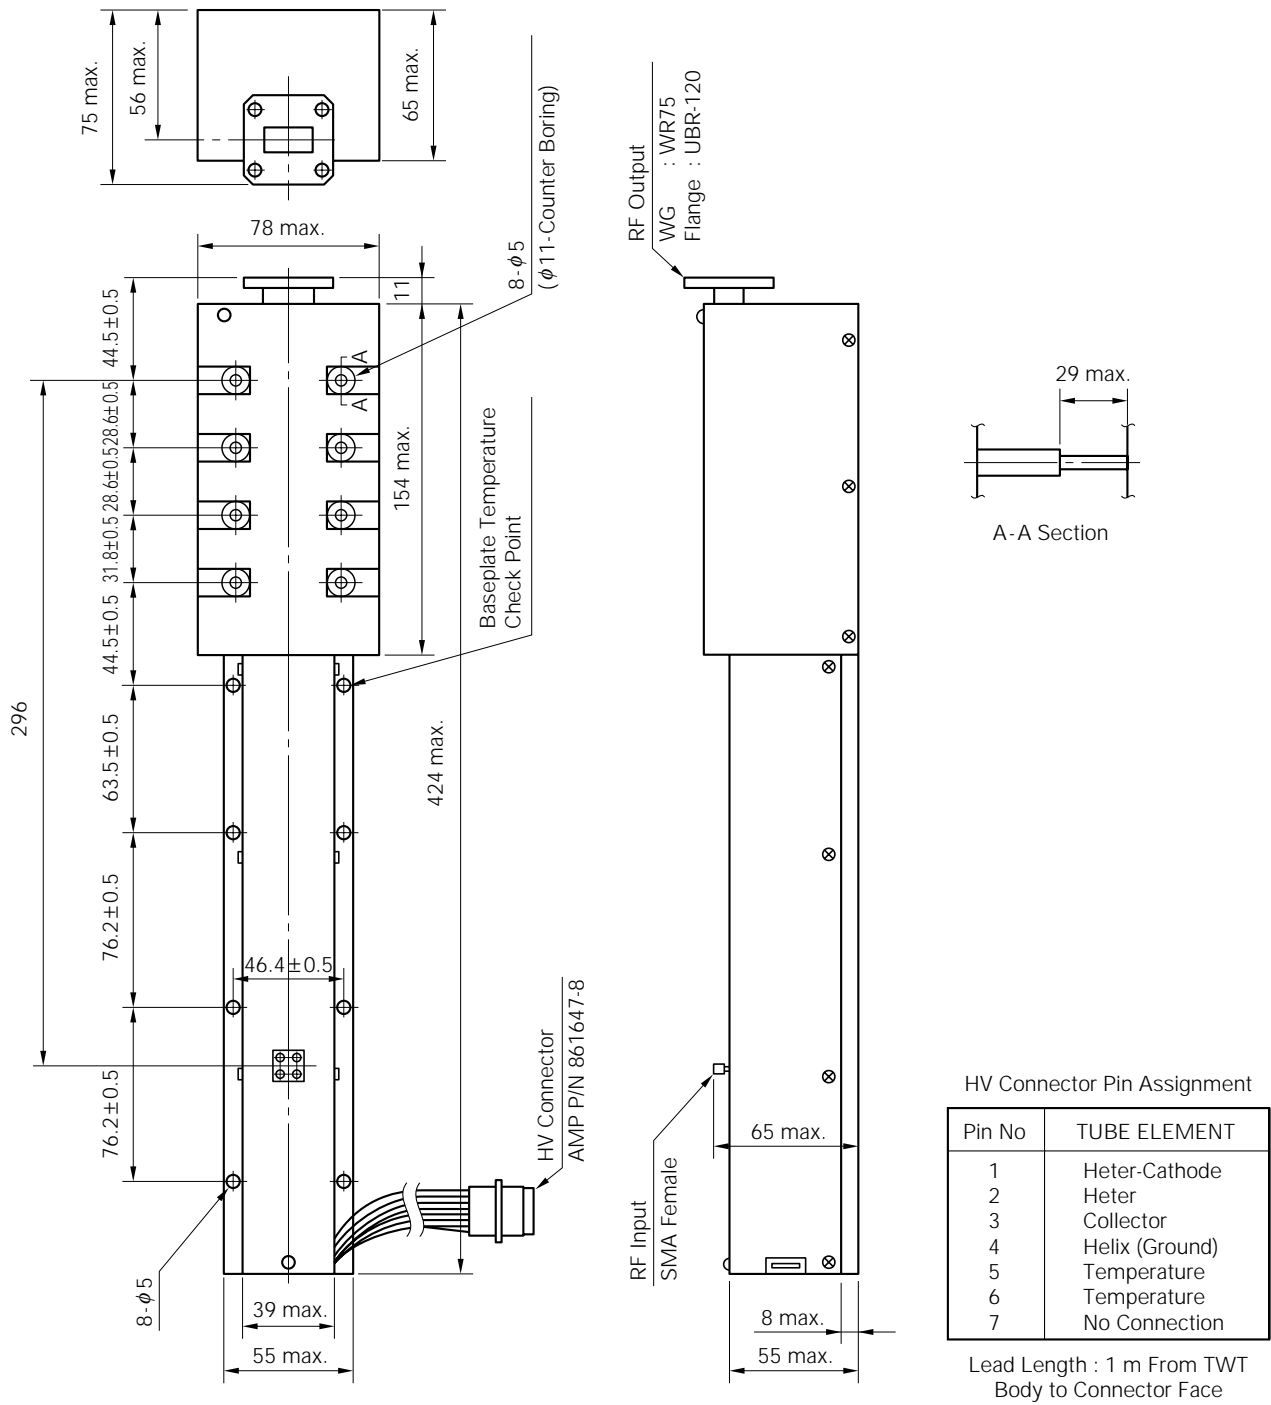 75 max.
56 max.
65 max.
78 max.
8-ϕ5
(ϕ11-Counter Boring)
RF Output
WG : WR75
Flange : UBR-120
11
44.5±0.5
A
A
28.6±0.5
28.6±0.5
31.8±0.5
44.5±0.5
154 max.
29 max.
A-A Section
Baseplate Temperature
Check Point
296
63.5±0.5
424 max.
76.2±0.5
46.4±0.5
76.2±0.5
HV Connector
AMP P/N 861647-8
8-ϕ5
39 max.
55 max.
65 max.
RF Input
SMA Female
8 max.
55 max.
HV Connector Pin Assignment
Pin No TUBE ELEMENT
1 Heter-Cathode
2 Heter
3 Collector
4 Helix (Ground)
5 Temperature
6 Temperature
7 No Connection
Lead Length : 1 m From TWT
Body to Connector Face